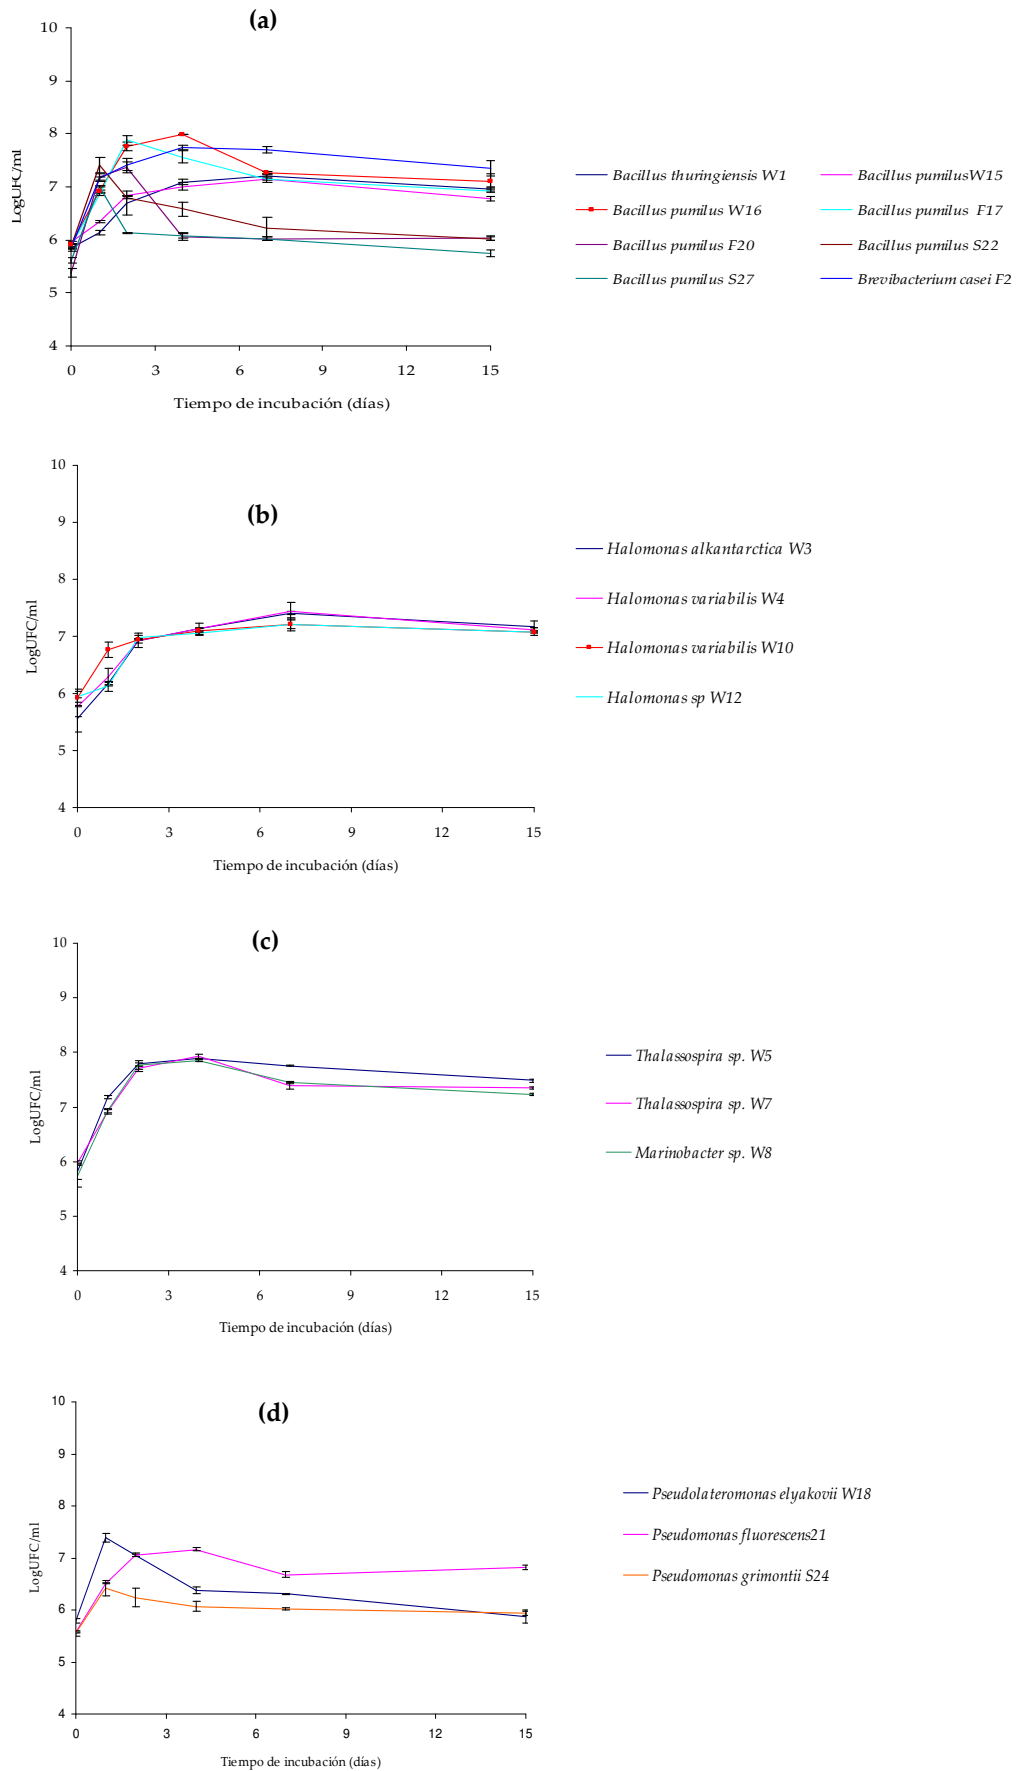 (a)
10
9
8
7
6
5
4
LogUFC/ml
0 3 6 9 12 15
Tiempo de incubación (días)
Bacillus thuringiensis W1
Bacillus pumilusW15
Bacillus pumilus W16
Bacillus pumilus F17
Bacillus pumilus F20
Bacillus pumilus S22
Bacillus pumilus S27
Brevibacterium casei F2
(b)
10
9
8
7
6
5
4
LogUFC/ml
0 3 6 9 12 15
Tiempo de incubación (días)
Halomonas alkantarctica W3
Halomonas variabilis W4
Halomonas variabilis W10
Halomonas sp W12
(c)
10
9
8
7
6
5
4
LogUFC/ml
0 3 6 9 12 15
Tiempo de incubación (días)
Thalassospira sp. W5
Thalassospira sp. W7
Marinobacter sp. W8
(d)
10
9
8
7
6
5
4
LogUFC/ml
0 3 6 9 12 15
Tiempo de incubación (días)
Pseudolateromonas elyakovii W18
Pseudomonas fluorescens21
Pseudomonas grimontii S24